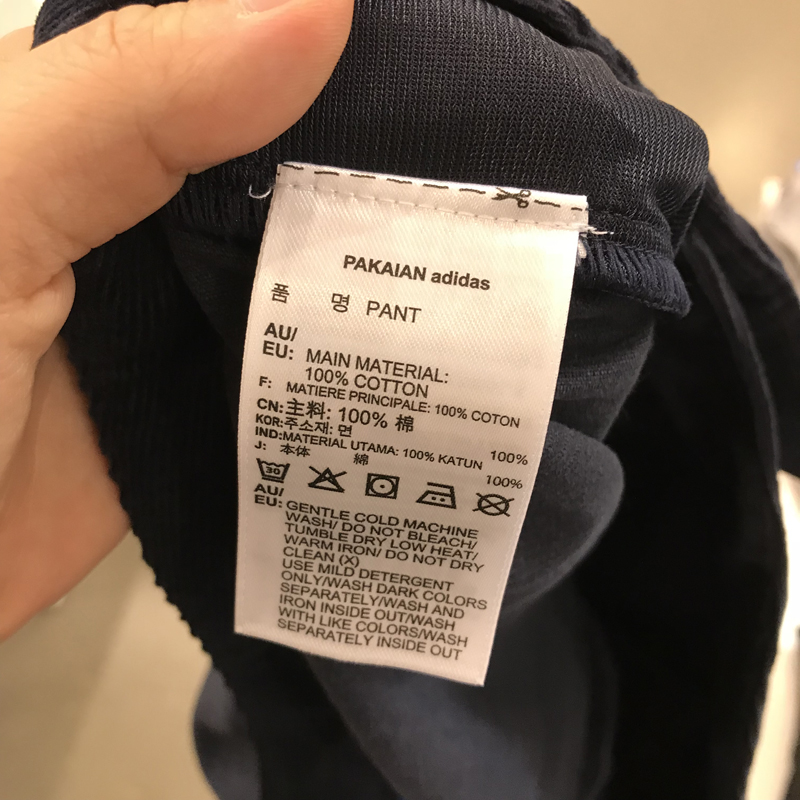 PAKAIAN adidas
품 명 PANT
AU/
EU: MAIN MATERIAL:
100% COTTON
F: MATIERE PRINCIPALE: 100% COTON
CN: 主料: 100% 棉
KOR: 주소재: 면 100%
IND: MATERIAL UTAMA: 100% KATUN
J: 本体 綿 100%
30
AU/
EU: GENTLE COLD MACHINE
WASH/ DO NOT BLEACH/
TUMBLE DRY LOW HEAT/
WARM IRON/ DO NOT DRY
CLEAN (X)
USE MILD DETERGENT
ONLY/WASH DARK COLORS
SEPARATELY/WASH AND
IRON INSIDE OUT/WASH
WITH LIKE COLORS/WASH
SEPARATELY INSIDE OUT